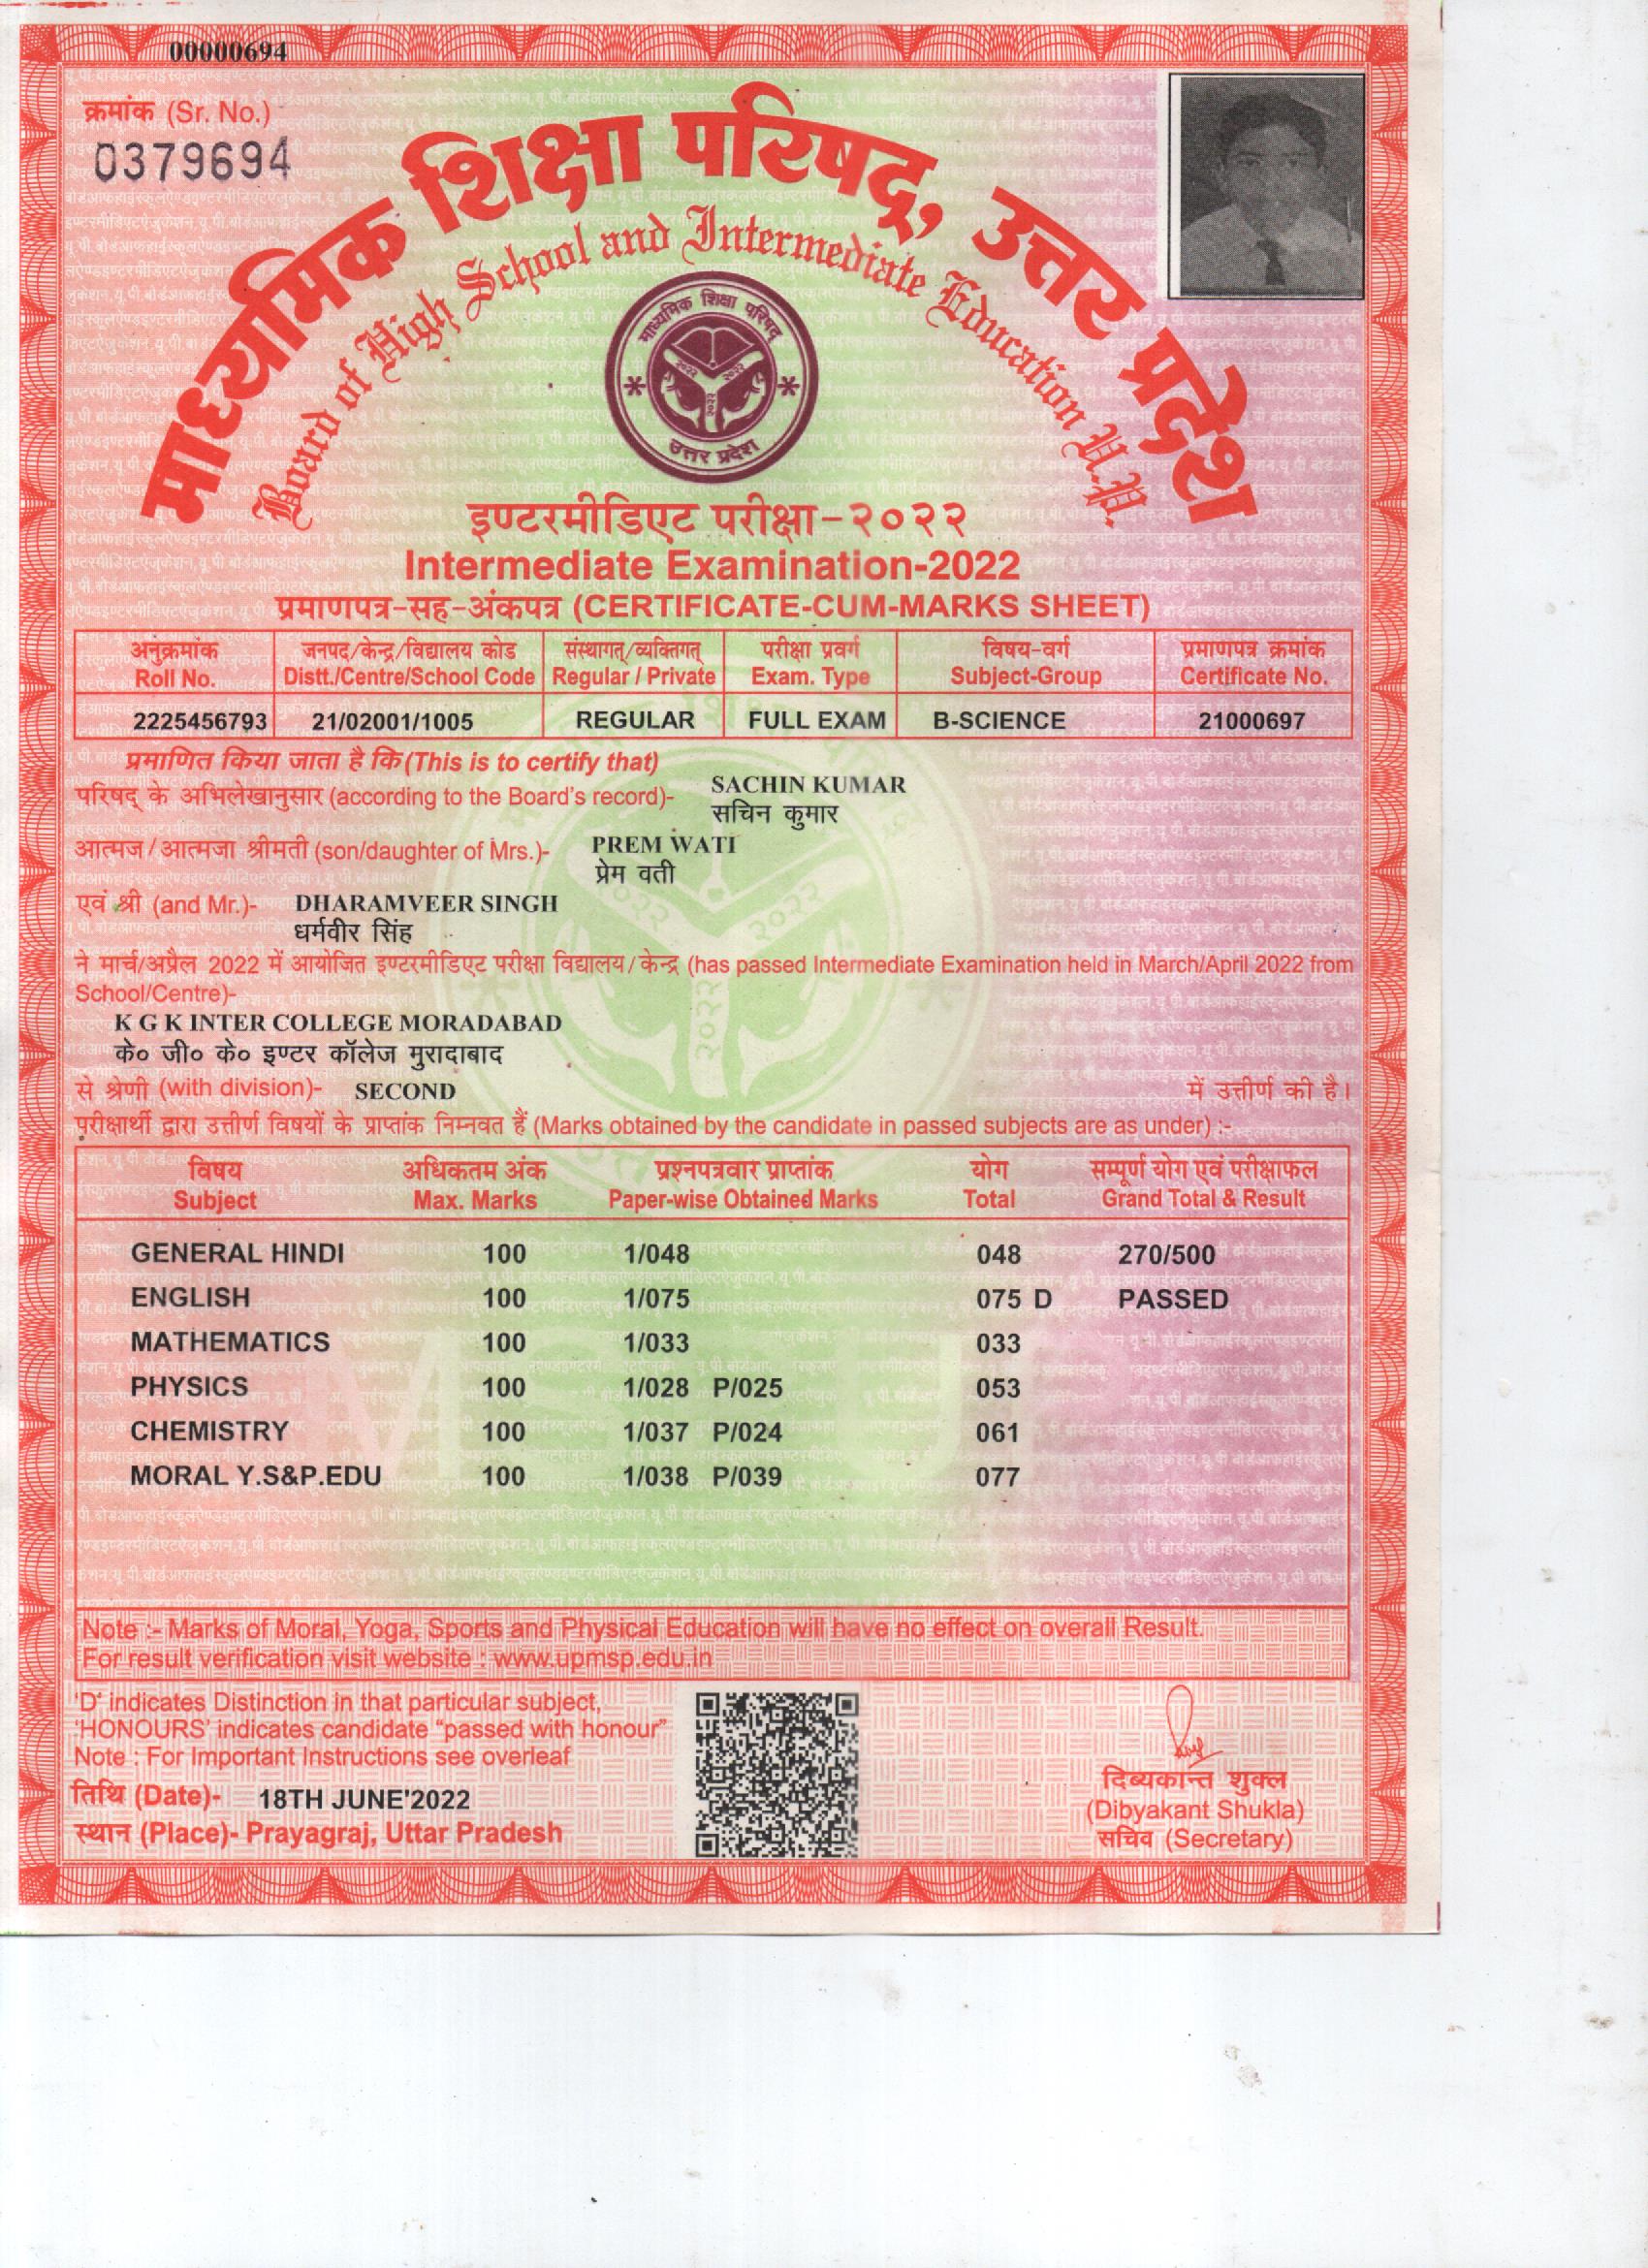 00000694
क्रमांक (Sr. No.)
0379694
माध्यमिक शिक्षा परिषद्, उत्तर प्रदेश
Board of High School and Intermediate Education U.P.
माध्यमिक शिक्षा परिषद्
२०२२ २०२२
२०२२
उत्तर प्रदेश
इण्टरमीडिएट परीक्षा-२०२२
Intermediate Examination-2022
प्रमाणपत्र-सह-अंकपत्र (CERTIFICATE-CUM-MARKS SHEET)
अनुक्रमांक जनपद/केन्द्र/विद्यालय कोड संस्थागत्/व्यक्तिगत् परीक्षा प्रवर्ग विषय-वर्ग प्रमाणपत्र क्रमांक
Roll No. Distt./Centre/School Code Regular / Private Exam. Type Subject-Group Certificate No.
2225456793 21/02001/1005 REGULAR FULL EXAM B-SCIENCE 21000697
प्रमाणित किया जाता है कि (This is to certify that)
परिषद् के अभिलेखानुसार (according to the Board's record)- SACHIN KUMAR
सचिन कुमार
आत्मज / आत्मजा श्रीमती (son/daughter of Mrs.)- PREM WATI
प्रेम वती
एवं श्री (and Mr.)- DHARAMVEER SINGH
धर्मवीर सिंह
ने मार्च/अप्रैल 2022 में आयोजित इण्टरमीडिएट परीक्षा विद्यालय/केन्द्र (has passed Intermediate Examination held in March/April 2022 from
School/Centre)-
K G K INTER COLLEGE MORADABAD
के० जी० के० इण्टर कॉलेज मुरादाबाद
से श्रेणी (with division)- SECOND में उत्तीर्ण की है।
परीक्षार्थी द्वारा उत्तीर्ण विषयों के प्राप्तांक निम्नवत हैं (Marks obtained by the candidate in passed subjects are as under) :-
विषय अधिकतम अंक प्रश्नपत्रवार प्राप्तांक योग सम्पूर्ण योग एवं परीक्षाफल
Subject Max. Marks Paper-wise Obtained Marks Total Grand Total & Result
GENERAL HINDI 100 1/048 048 270/500
ENGLISH 100 1/075 075 D PASSED
MATHEMATICS 100 1/033 033
PHYSICS 100 1/028 P/025 053
CHEMISTRY 100 1/037 P/024 061
MORAL Y.S&P.EDU 100 1/038 P/039 077
Note :- Marks of Moral, Yoga, Sports and Physical Education will have no effect on overall Result.
For result verification visit website : www.upmsp.edu.in
'D' indicates Distinction in that particular subject,
'HONOURS' indicates candidate "passed with honour"
Note : For Important Instructions see overleaf
तिथि (Date)- 18TH JUNE'2022
स्थान (Place)- Prayagraj, Uttar Pradesh
दिब्यकान्त शुक्ल
(Dibyakant Shukla)
सचिव (Secretary)